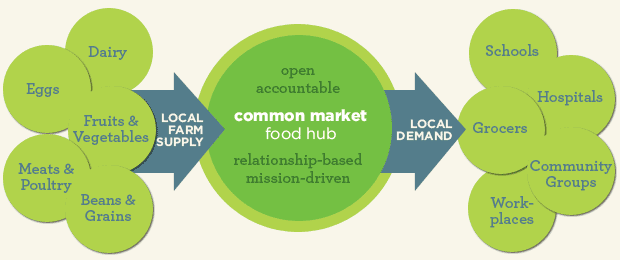 Dairy
Eggs
Fruits &
Vegetables
Meats &
Poultry
Beans &
Grains
LOCAL
FARM
SUPPLY
open
accountable
common market
food hub
relationship-based
mission-driven
LOCAL
DEMAND
Schools
Hospitals
Grocers
Community
Groups
Work-
places